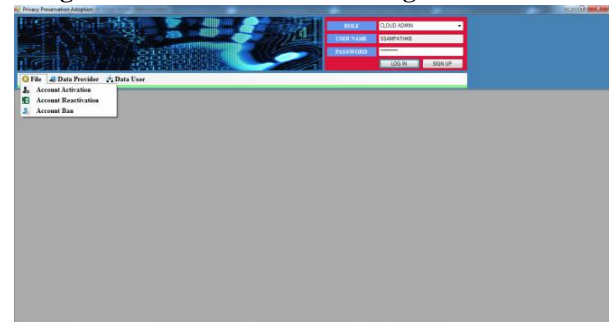 Privacy Preservation Adoption
ROLE CLOUD ADMIN
USER NAME SSAMPATHKE
PASSWORD ********
LOG IN SIGN UP
File Data Provider Data User
Account Activation
Account Reactivation
Account Ban